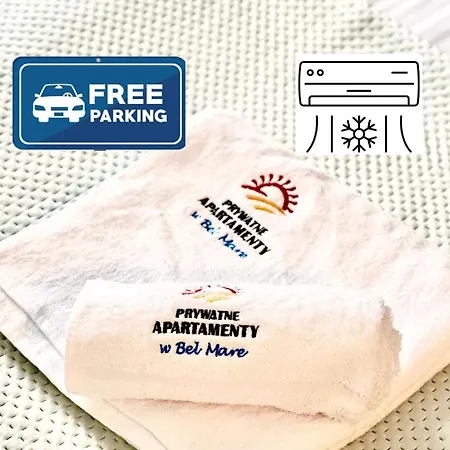 FREE
PARKING
PRYWATNE
APARTAMENTY
w Bel Mare
PRYWATNE
APARTAMENTY
w Bel Mare